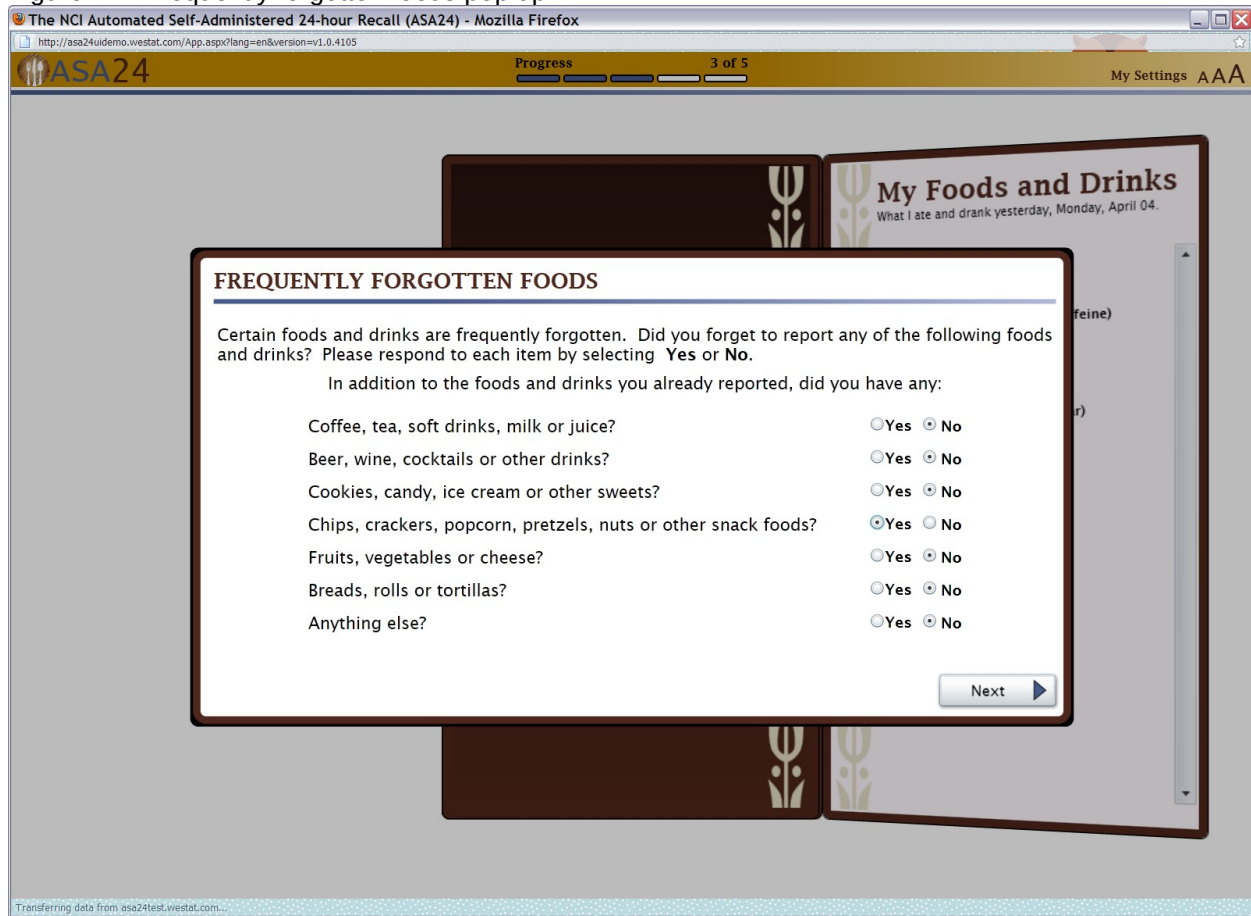 The NCI Automated Self-Administered 24-hour Recall (ASA24) - Mozilla Firefox
http://asa24uidemo.westat.com/App.aspx?lang=en&version=v1.0.4105
ASA24
Progress 3 of 5
My Settings A A A
My Foods and Drinks
What I ate and drank yesterday, Monday, April 04.
feine)
r)
FREQUENTLY FORGOTTEN FOODS
Certain foods and drinks are frequently forgotten. Did you forget to report any of the following foods
and drinks? Please respond to each item by selecting Yes or No.
In addition to the foods and drinks you already reported, did you have any:
Coffee, tea, soft drinks, milk or juice? Yes No
Beer, wine, cocktails or other drinks? Yes No
Cookies, candy, ice cream or other sweets? Yes No
Chips, crackers, popcorn, pretzels, nuts or other snack foods? Yes No
Fruits, vegetables or cheese? Yes No
Breads, rolls or tortillas? Yes No
Anything else? Yes No
Next
Transferring data from asa24test.westat.com...